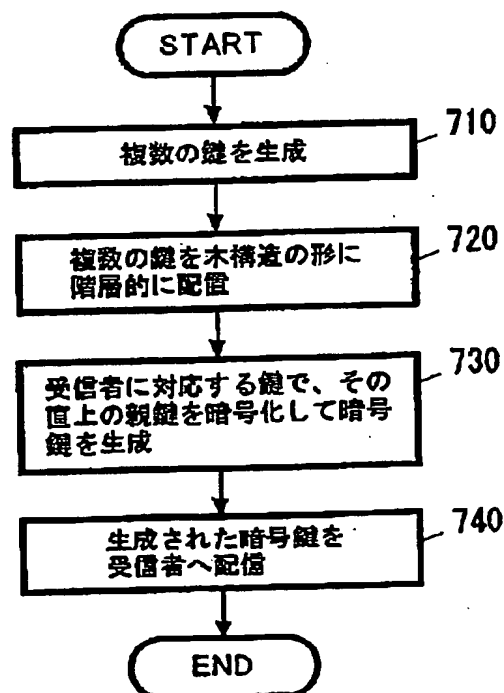 START
複数の鍵を生成
710
複数の鍵を木構造の形に
階層的に配置
720
受信者に対応する鍵で、その
直上の親鍵を暗号化して暗号
鍵を生成
730
生成された暗号鍵を
受信者へ配信
740
END